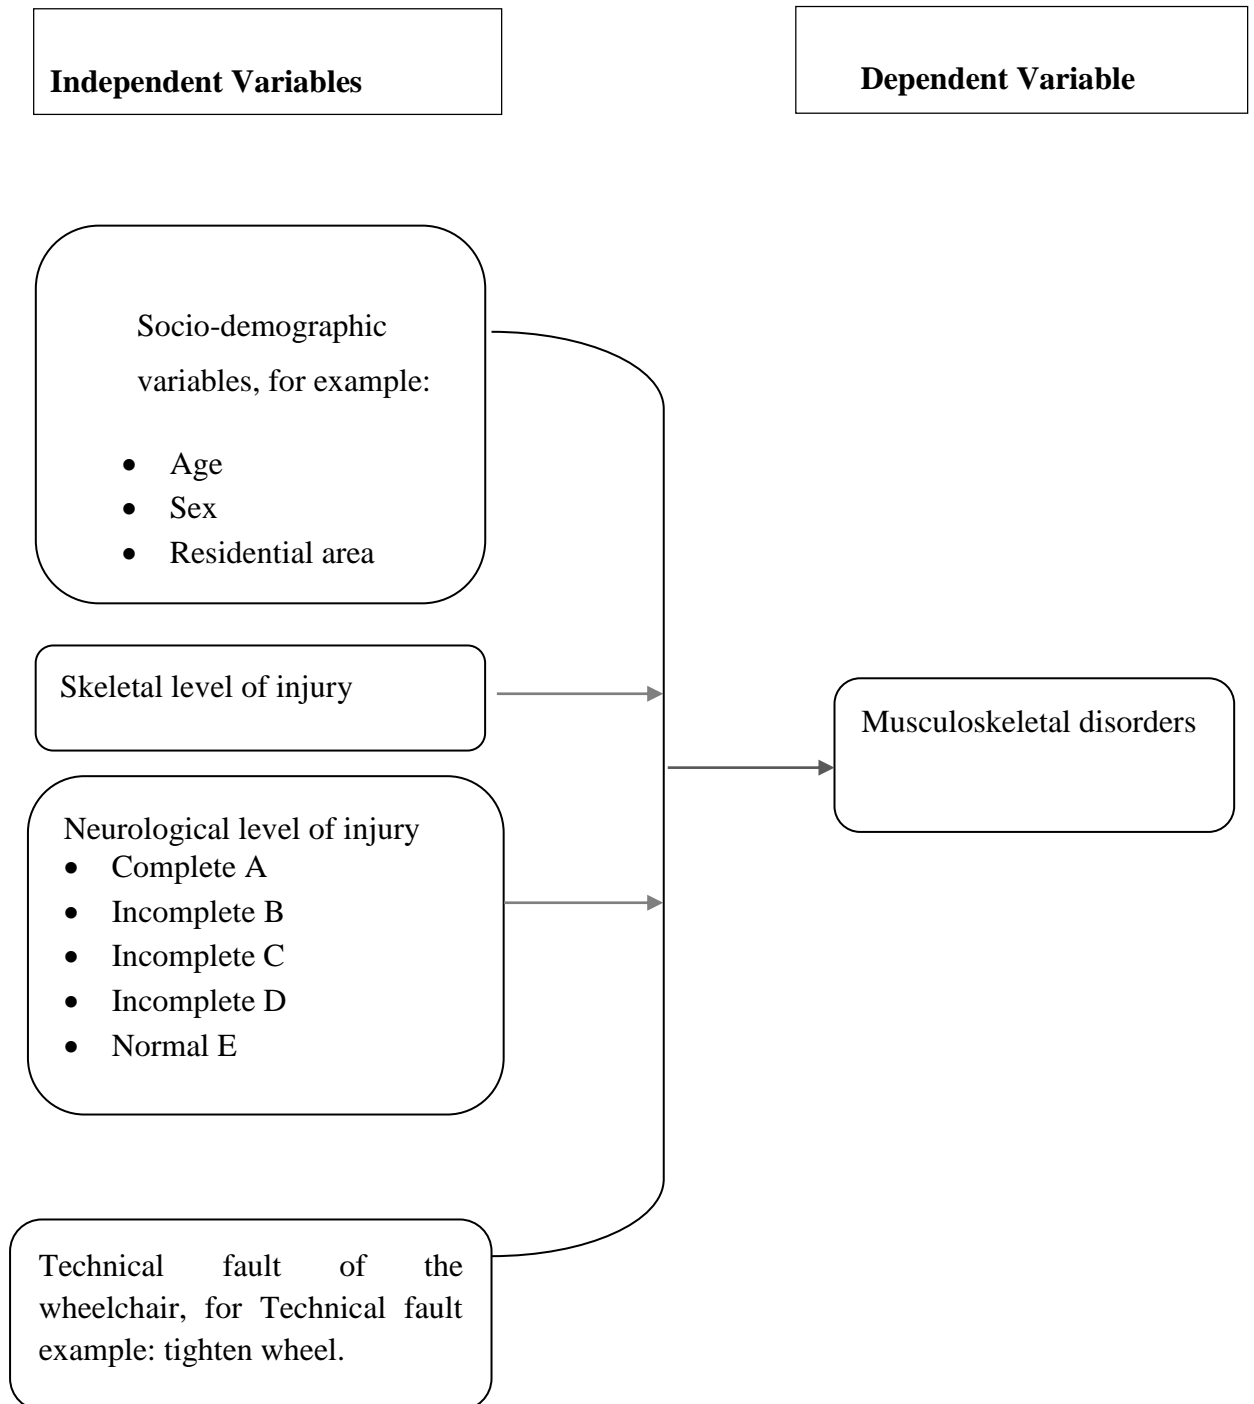 Independent Variables
Dependent Variable
Socio-demographic
variables, for example:
• Age
• Sex
• Residential area
Skeletal level of injury
Musculoskeletal disorders
Neurological level of injury
• Complete A
• Incomplete B
• Incomplete C
• Incomplete D
• Normal E
Technical fault of the
wheelchair, for Technical fault
example: tighten wheel.